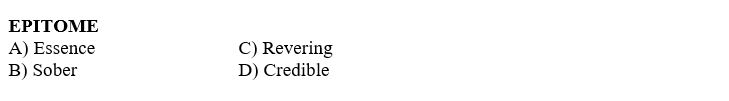 EPITOME
A) Essence C) Revering
B) Sober D) Credible